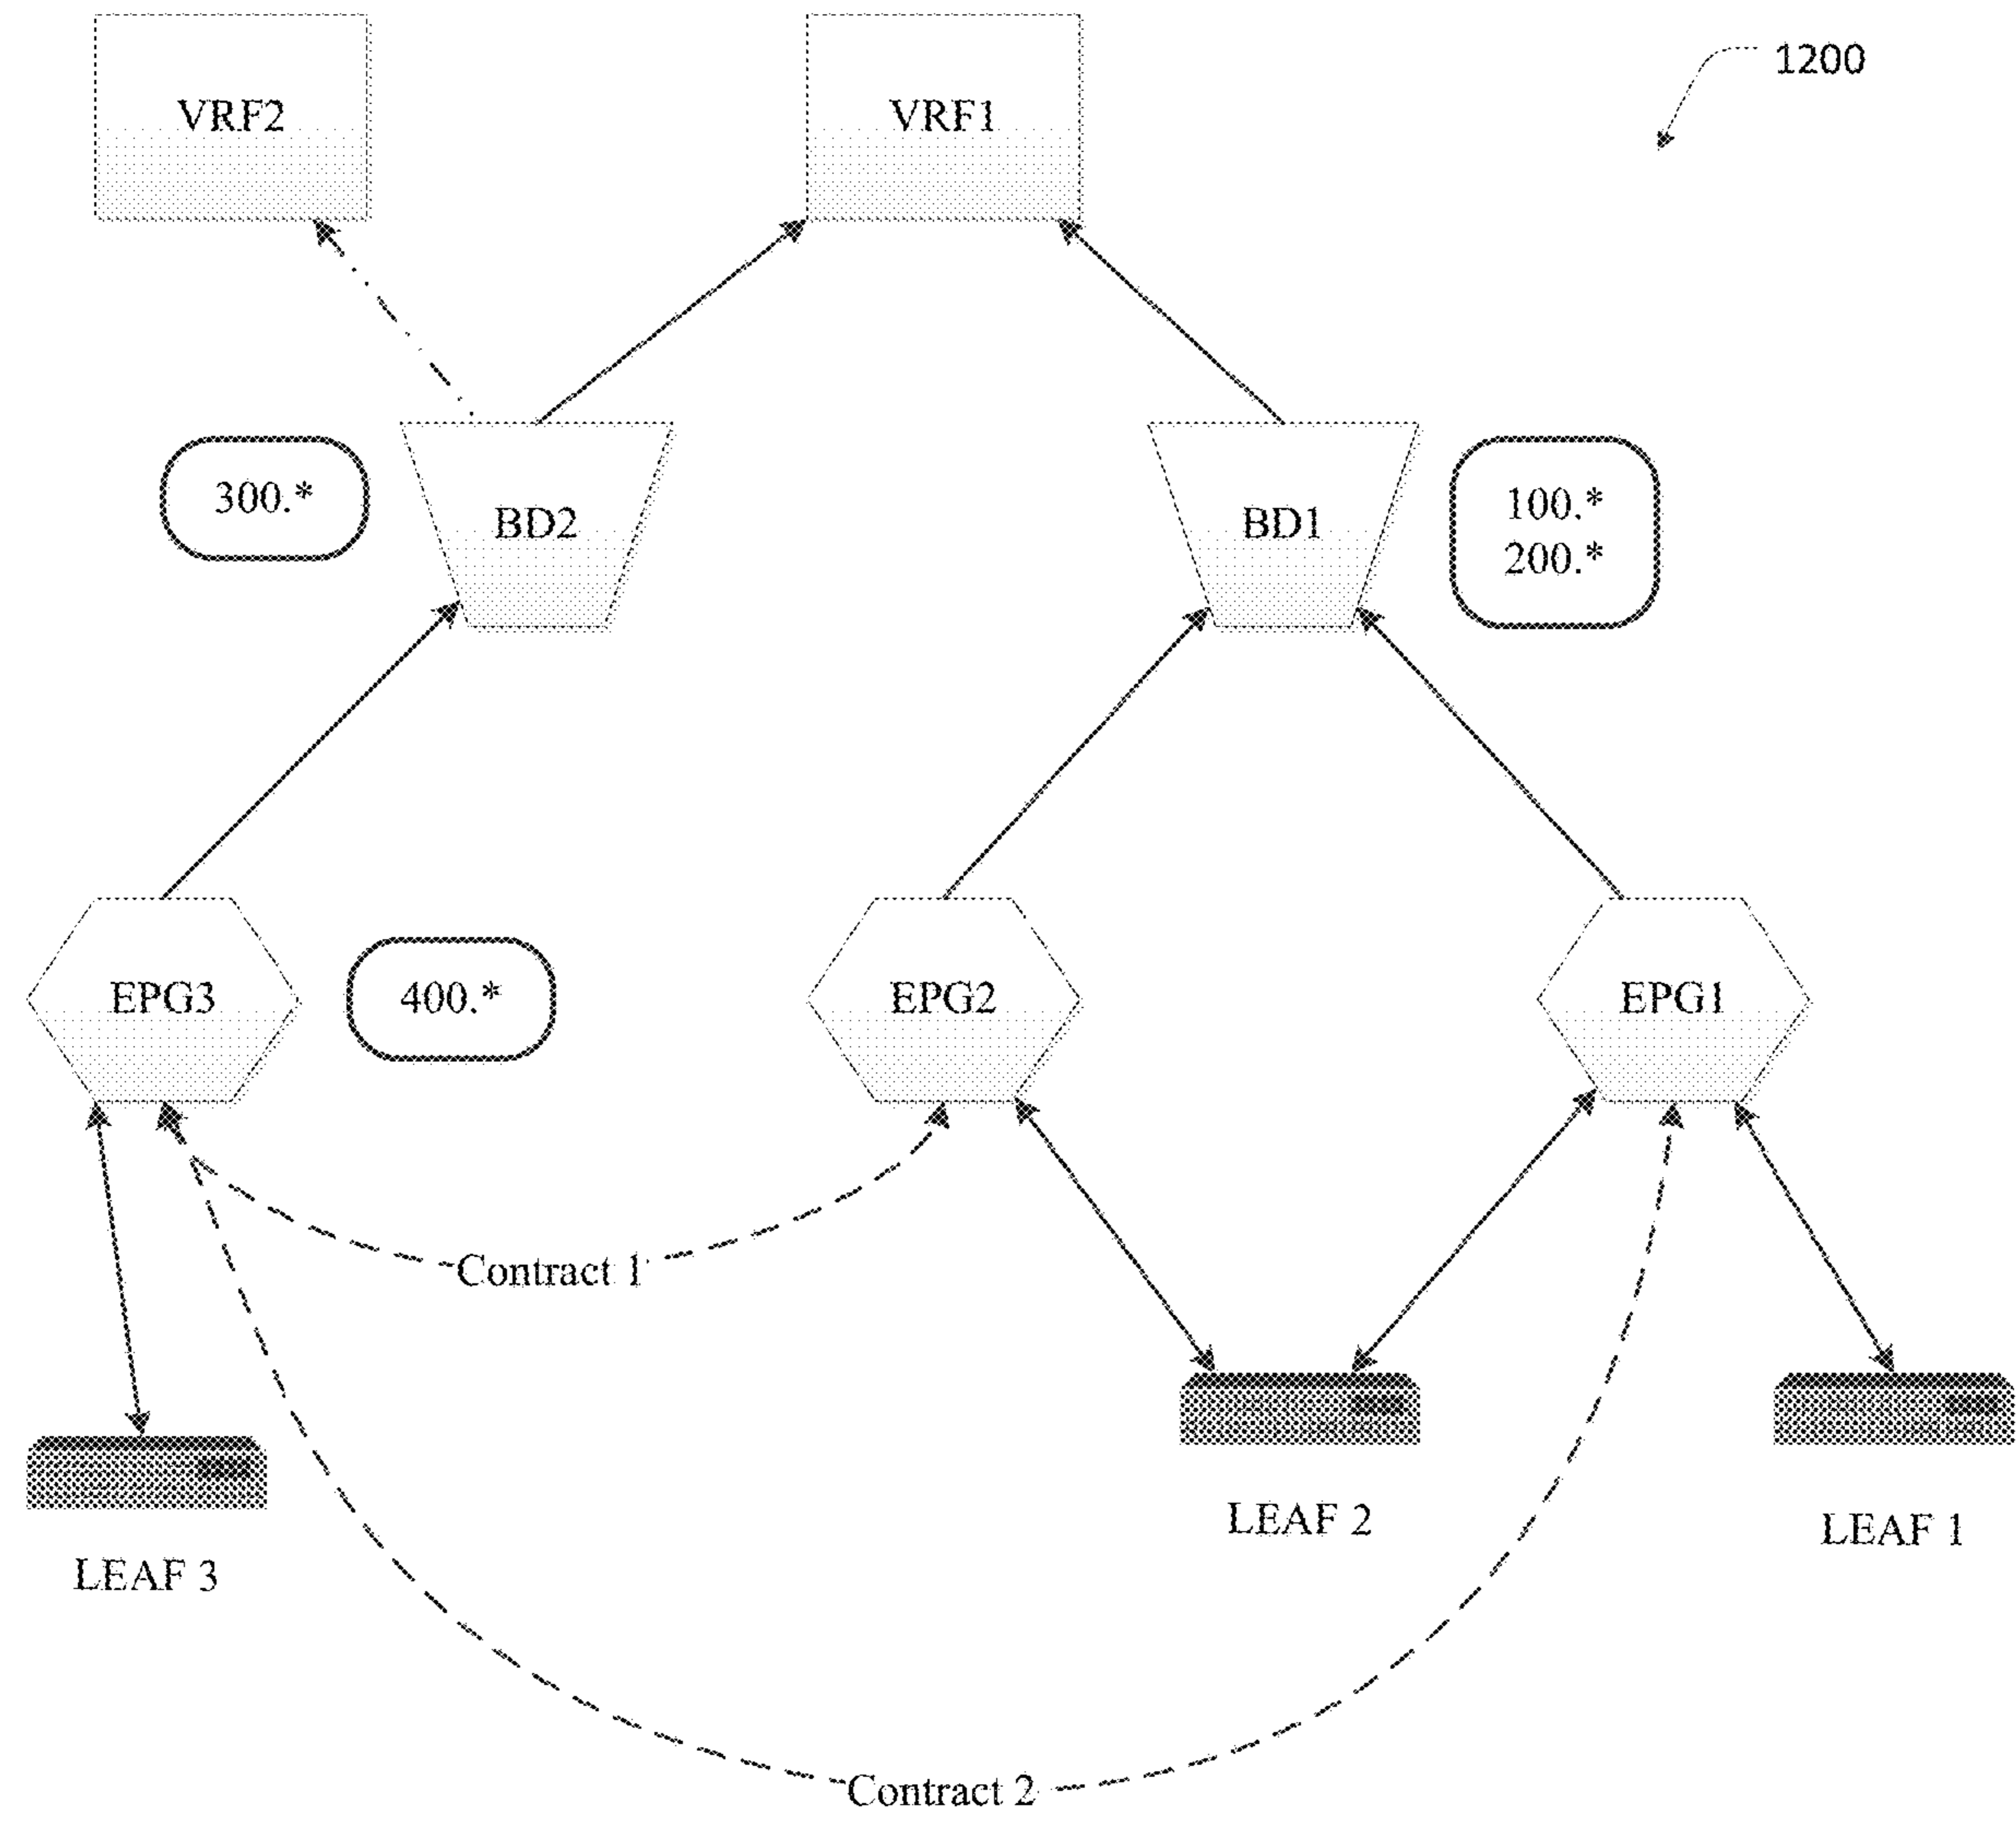 VRF2
VRF1
1200
300.*
BD2
BD1
100.*
200.*
EPG3
400.*
EPG2
EPG1
Contract 1
LEAF 2
LEAF 1
LEAF 3
Contract 2